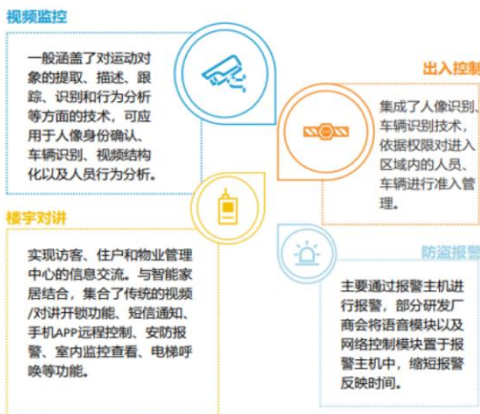 视频监控
一般涵盖了对运动对
象的提取、描述、跟
踪、识别和行为分析
等方面的技术，可应
用于人像身份确认、
车辆识别、视频结构
化以及人员行为分析。
出入控制
集成了人像识别、
车辆识别技术，
依据权限对进入
区域内的人员、
车辆进行准入管
理。
楼宇对讲
实现访客、住户和物业管理
中心的信息交流。与智能家
居结合，集合了传统的视频
/对讲开锁功能、短信通知、
手机APP远程控制、安防报
警、室内监控查看、电梯呼
唤等功能。
防盗报警
主要通过报警主机进
行报警，部分研发厂
商会将语音模块以及
网络控制模块置于报
警主机中，缩短报警
反映时间。